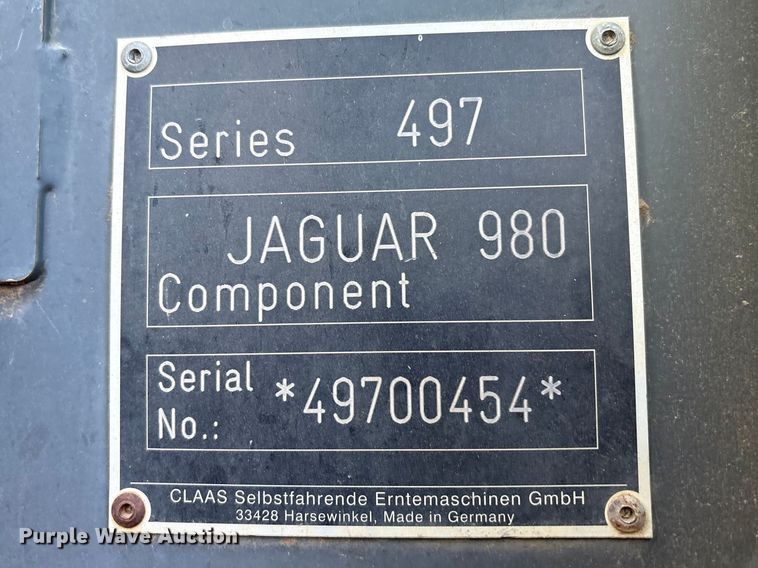 Series 497
JAGUAR 980
Component
Serial
No.: *49700454*
CLAAS Selbstfahrende Erntemaschinen GmbH
33428 Harsewinkel, Made in Germany
Purple Wave Auction